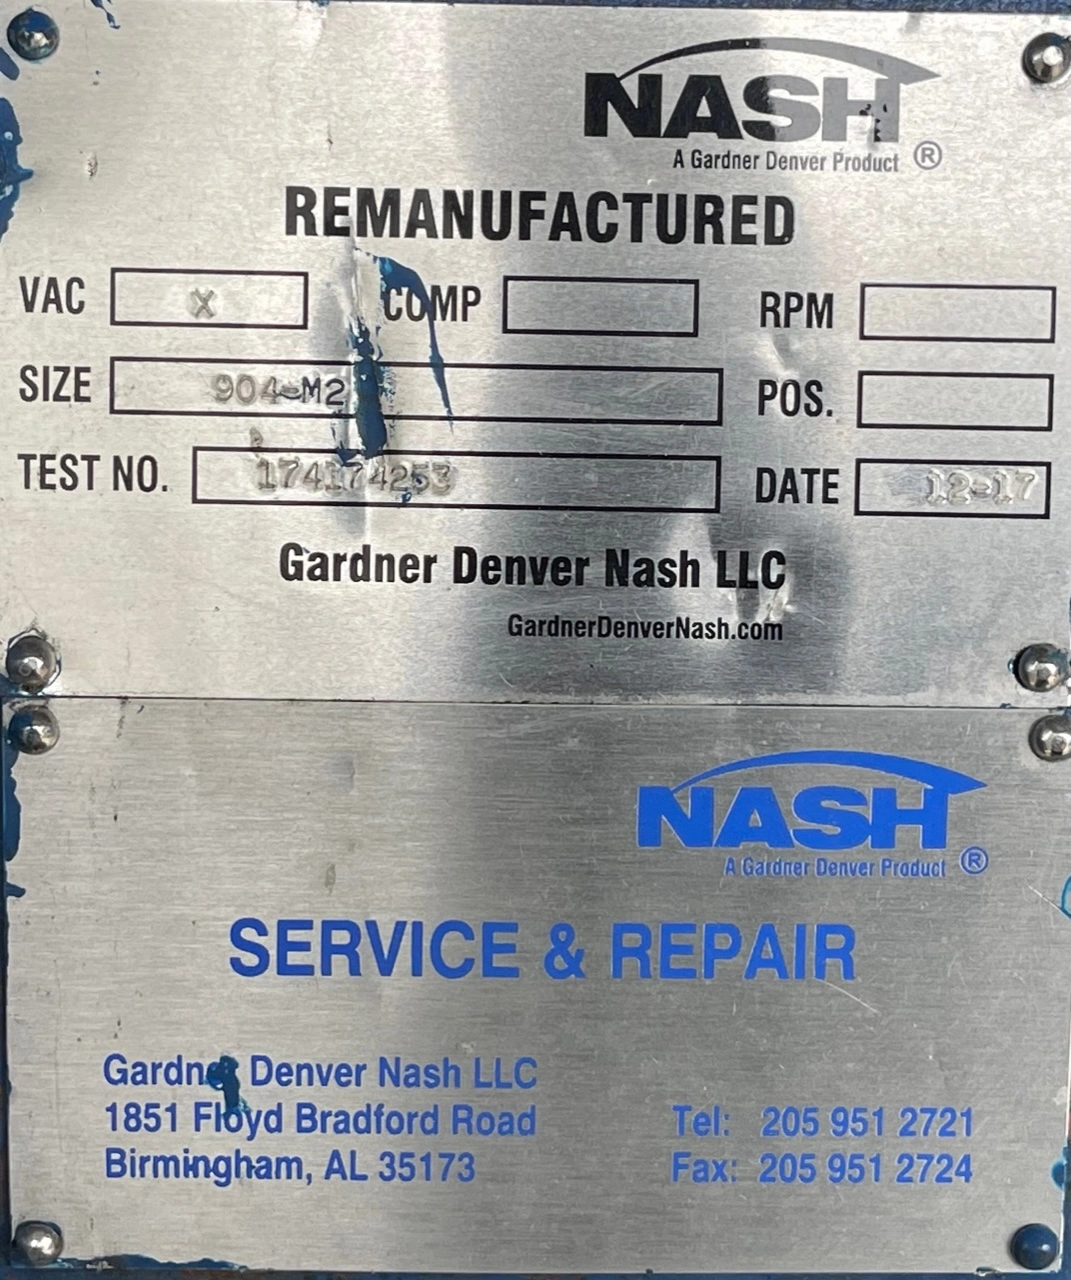 NASH
A Gardner Denver Product ®
REMANUFACTURED
VAC X COMP RPM
SIZE 904-M2 POS.
TEST NO. 174174253 DATE 12-17
Gardner Denver Nash LLC
GardnerDenverNash.com
NASH
A Gardner Denver Product ®
SERVICE & REPAIR
Gardner Denver Nash LLC
1851 Floyd Bradford Road Tel: 205 951 2721
Birmingham, AL 35173 Fax: 205 951 2724